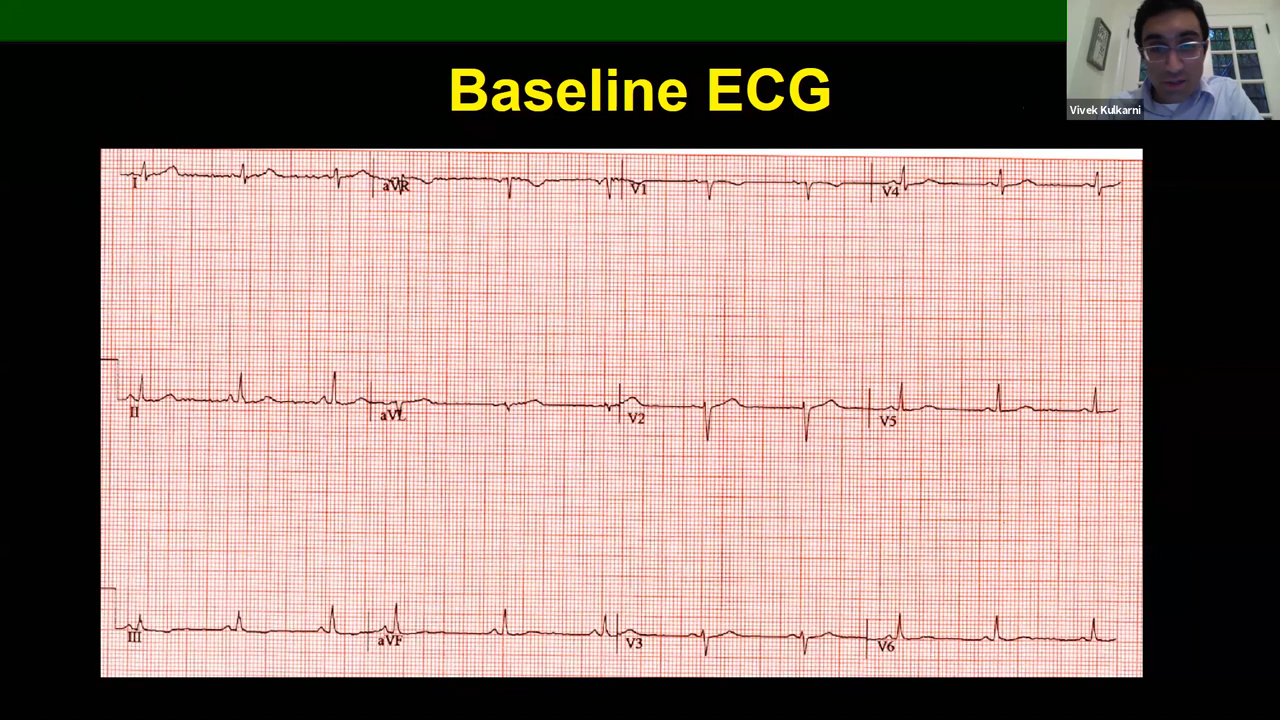 Baseline ECG
Vivek Kulkarni
I
aVR
V1
V4
II
aVL
V2
V5
III
aVF
V3
V6